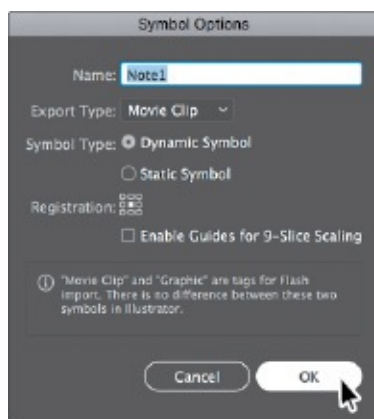 Symbol Options
Name: Note1
Export Type: Movie Clip
Symbol Type: Dynamic Symbol
Static Symbol
Registration:
Enable Guides for 9-Slice Scaling
"Movie Clip" and "Graphic" are tags for Flash
import. There is no difference between these two
symbols in Illustrator.
Cancel OK